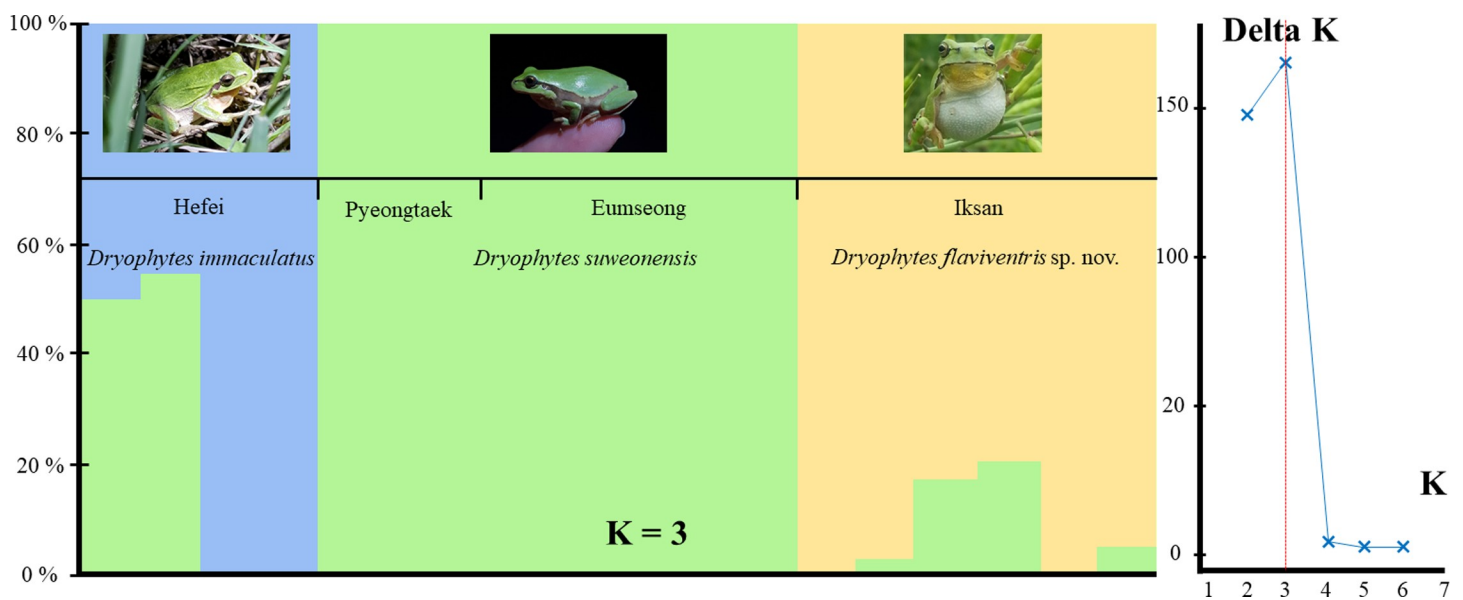 100 %
80 %
60 %
40 %
20 %
0 %
Hefei
Pyeongtaek
Eumseong
Iksan
Dryophytes immaculatus
Dryophytes suweonensis
Dryophytes flaviventris sp. nov.
K = 3
Delta K
150
100
20
0
K
1 2 3 4 5 6 7